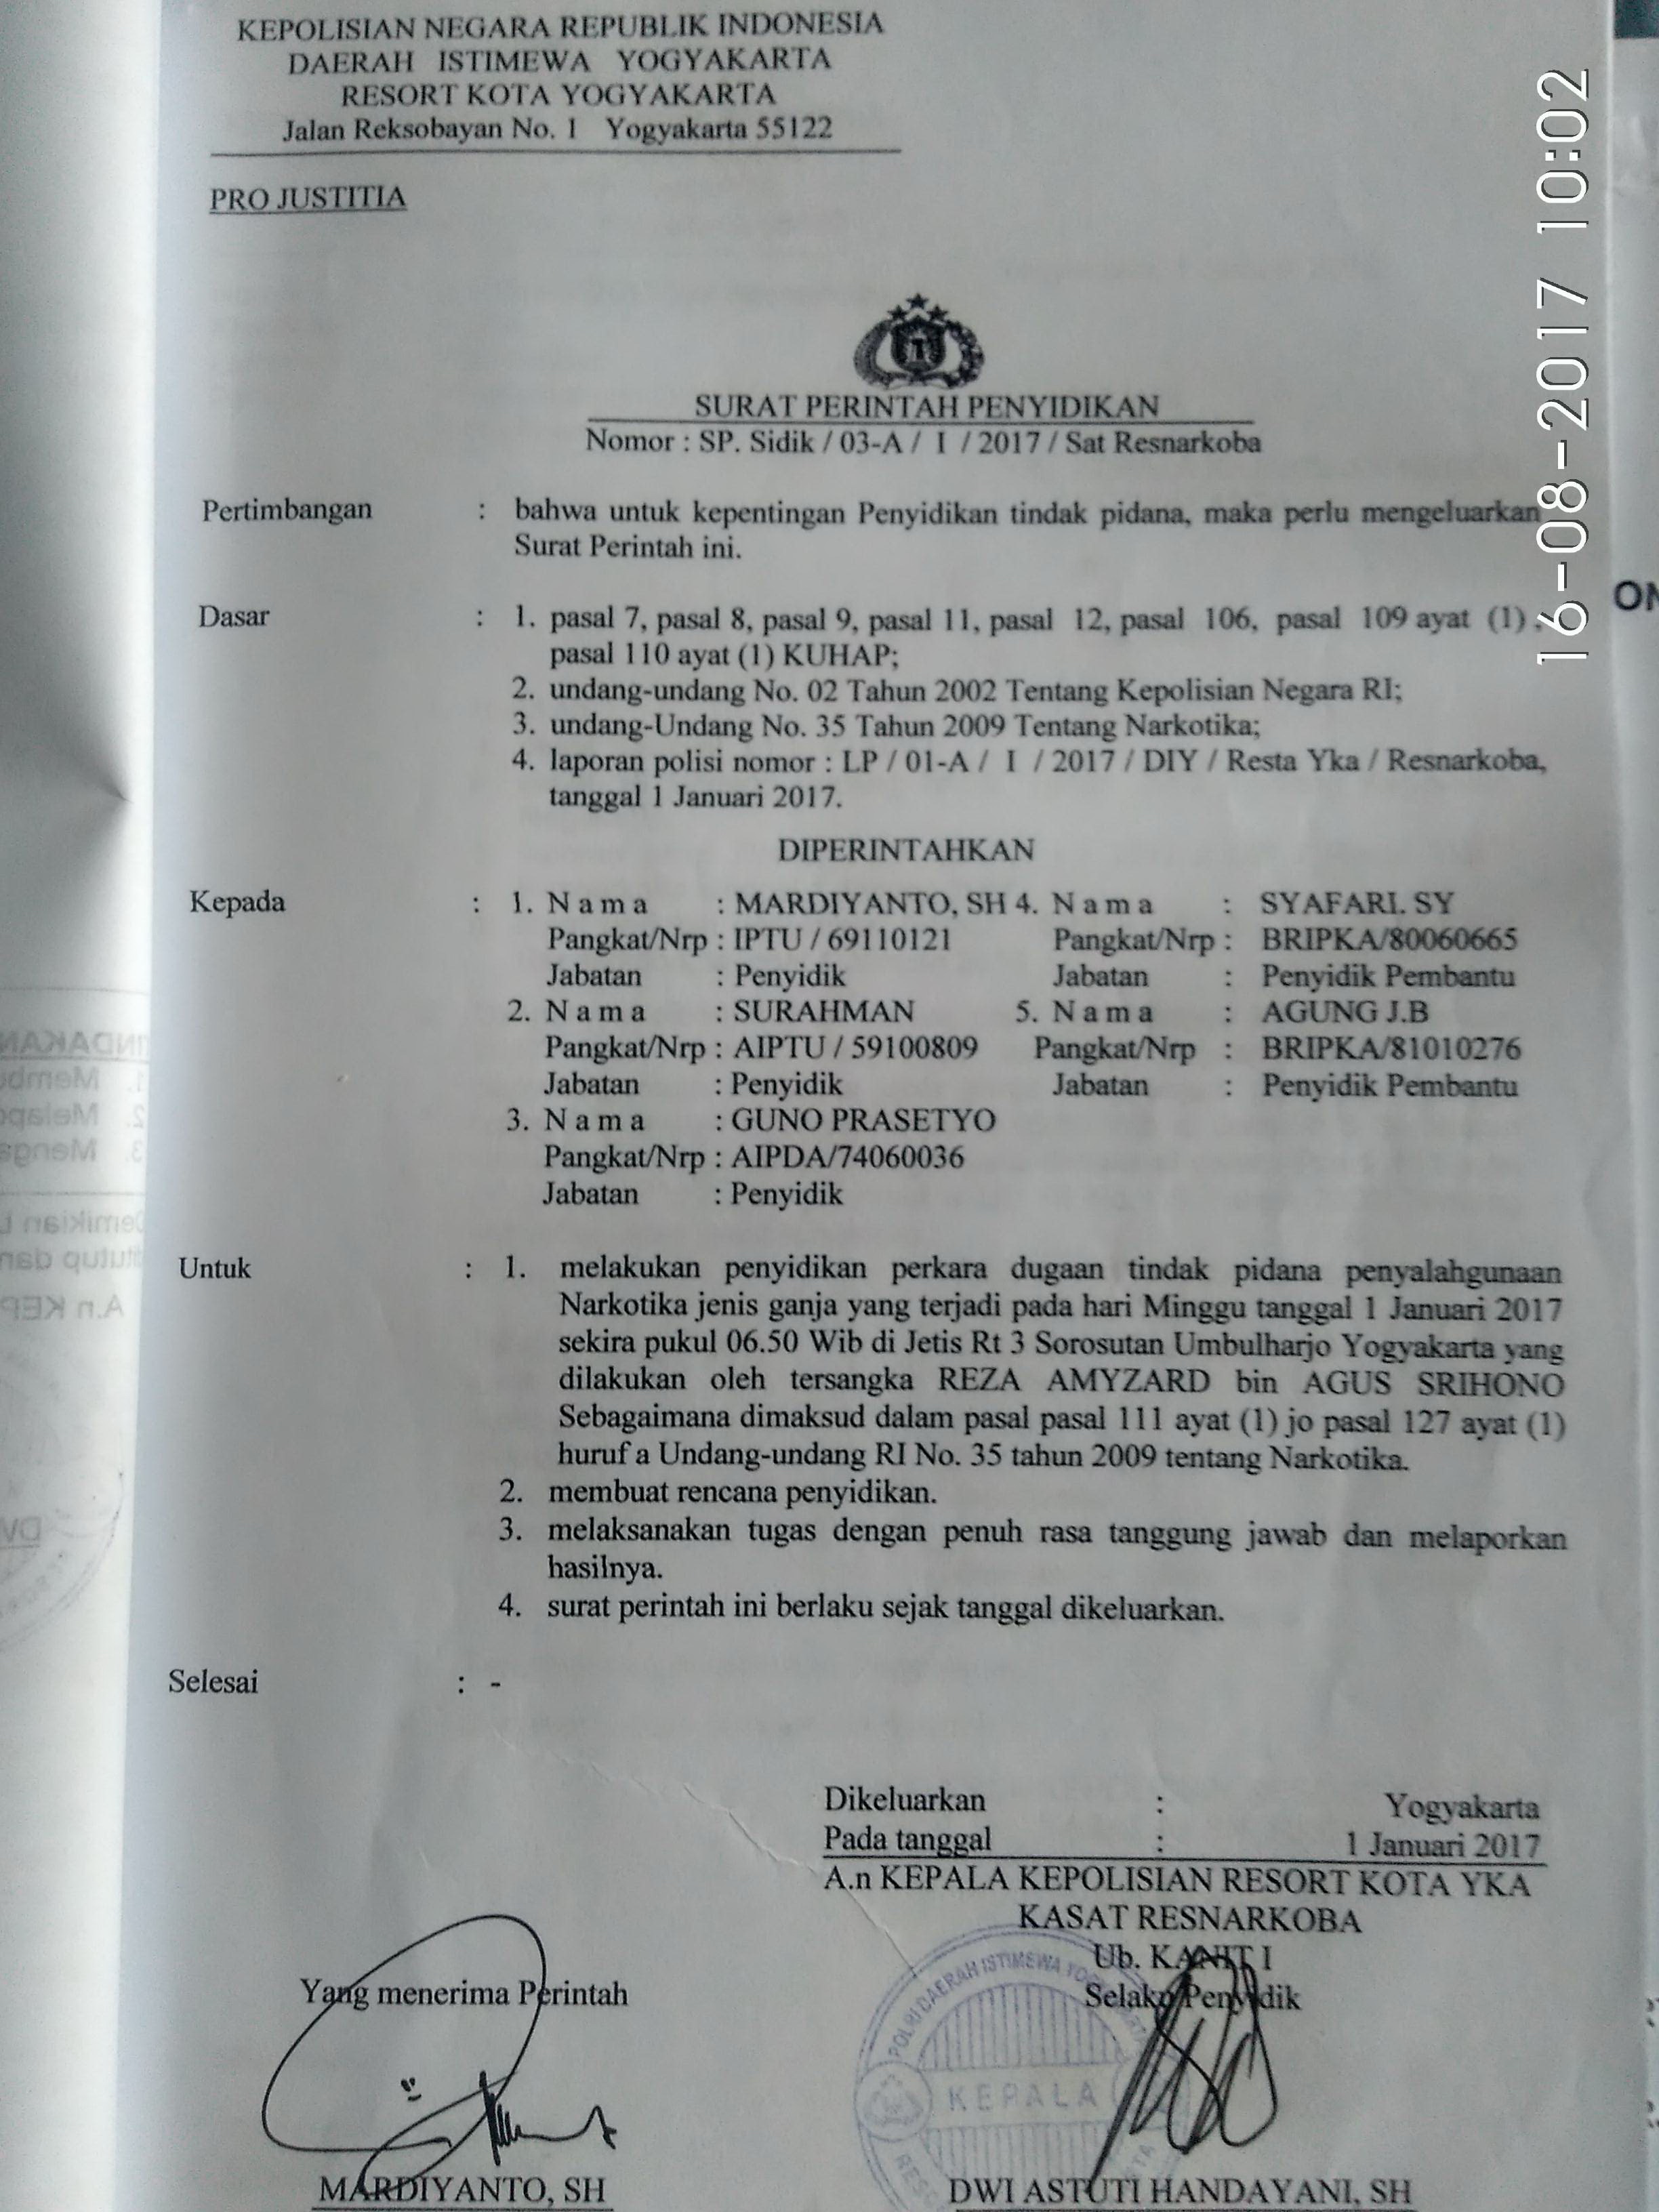 KEPOLISIAN NEGARA REPUBLIK INDONESIA
DAERAH ISTIMEWA YOGYAKARTA
RESORT KOTA YOGYAKARTA
Jalan Reksobayan No. 1 Yogyakarta 55122
PRO JUSTITIA
SURAT PERINTAH PENYIDIKAN
Nomor : SP. Sidik / 03-A / I / 2017 / Sat Resnarkoba
Pertimbangan : bahwa untuk kepentingan Penyidikan tindak pidana, maka perlu mengeluarkan
Surat Perintah ini.
Dasar : 1. pasal 7, pasal 8, pasal 9, pasal 11, pasal 12, pasal 106, pasal 109 ayat (1),
pasal 110 ayat (1) KUHAP;
2. undang-undang No. 02 Tahun 2002 Tentang Kepolisian Negara RI;
3. undang-Undang No. 35 Tahun 2009 Tentang Narkotika;
4. laporan polisi nomor : LP / 01-A / I / 2017 / DIY / Resta Yka / Resnarkoba,
tanggal 1 Januari 2017.
DIPERINTAHKAN
Kepada : 1. N a m a : MARDIYANTO, SH 4. N a m a : SYAFARI. SY
Pangkat/Nrp : IPTU / 69110121 Pangkat/Nrp : BRIPKA/80060665
Jabatan : Penyidik Jabatan : Penyidik Pembantu
2. N a m a : SURAHMAN 5. N a m a : AGUNG J.B
Pangkat/Nrp : AIPTU / 59100809 Pangkat/Nrp : BRIPKA/81010276
Jabatan : Penyidik Jabatan : Penyidik Pembantu
3. N a m a : GUNO PRASETYO
Pangkat/Nrp : AIPDA/74060036
Jabatan : Penyidik
Untuk : 1. melakukan penyidikan perkara dugaan tindak pidana penyalahgunaan
Narkotika jenis ganja yang terjadi pada hari Minggu tanggal 1 Januari 2017
sekira pukul 06.50 Wib di Jetis Rt 3 Sorosutan Umbulharjo Yogyakarta yang
dilakukan oleh tersangka REZA AMYZARD bin AGUS SRIHONO
Sebagaimana dimaksud dalam pasal pasal 111 ayat (1) jo pasal 127 ayat (1)
huruf a Undang-undang RI No. 35 tahun 2009 tentang Narkotika.
2. membuat rencana penyidikan.
3. melaksanakan tugas dengan penuh rasa tanggung jawab dan melaporkan
hasilnya.
4. surat perintah ini berlaku sejak tanggal dikeluarkan.
Selesai : -
Dikeluarkan : Yogyakarta
Pada tanggal : 1 Januari 2017
A.n KEPALA KEPOLISIAN RESORT KOTA YKA
KASAT RESNARKOBA
Ub. KANIT I
Selaku Penyidik
Yang menerima Perintah
POLRI DAERAH ISTIMEWA
KEPALA
MARDIYANTO, SH
DWI ASTUTI HANDAYANI, SH
16-08-2017 10:02